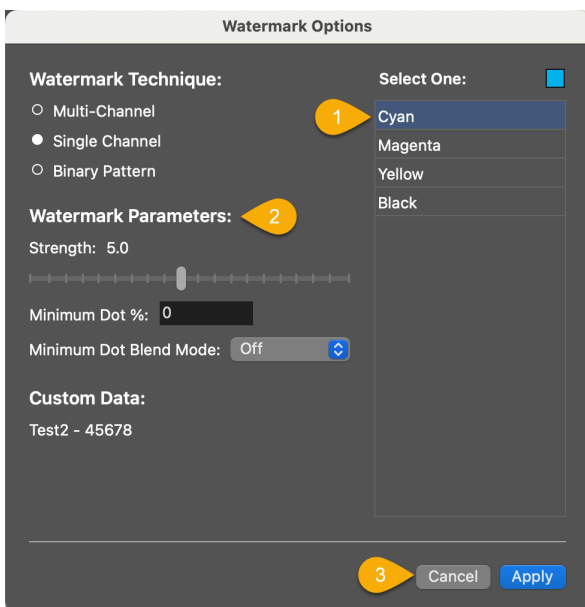 Watermark Options
Watermark Technique:
Multi-Channel
Single Channel
Binary Pattern
Watermark Parameters: 2
Strength: 5.0
Minimum Dot %: 0
Minimum Dot Blend Mode: Off
Custom Data:
Test2 - 45678
Select One:
1 Cyan
Magenta
Yellow
Black
3 Cancel Apply